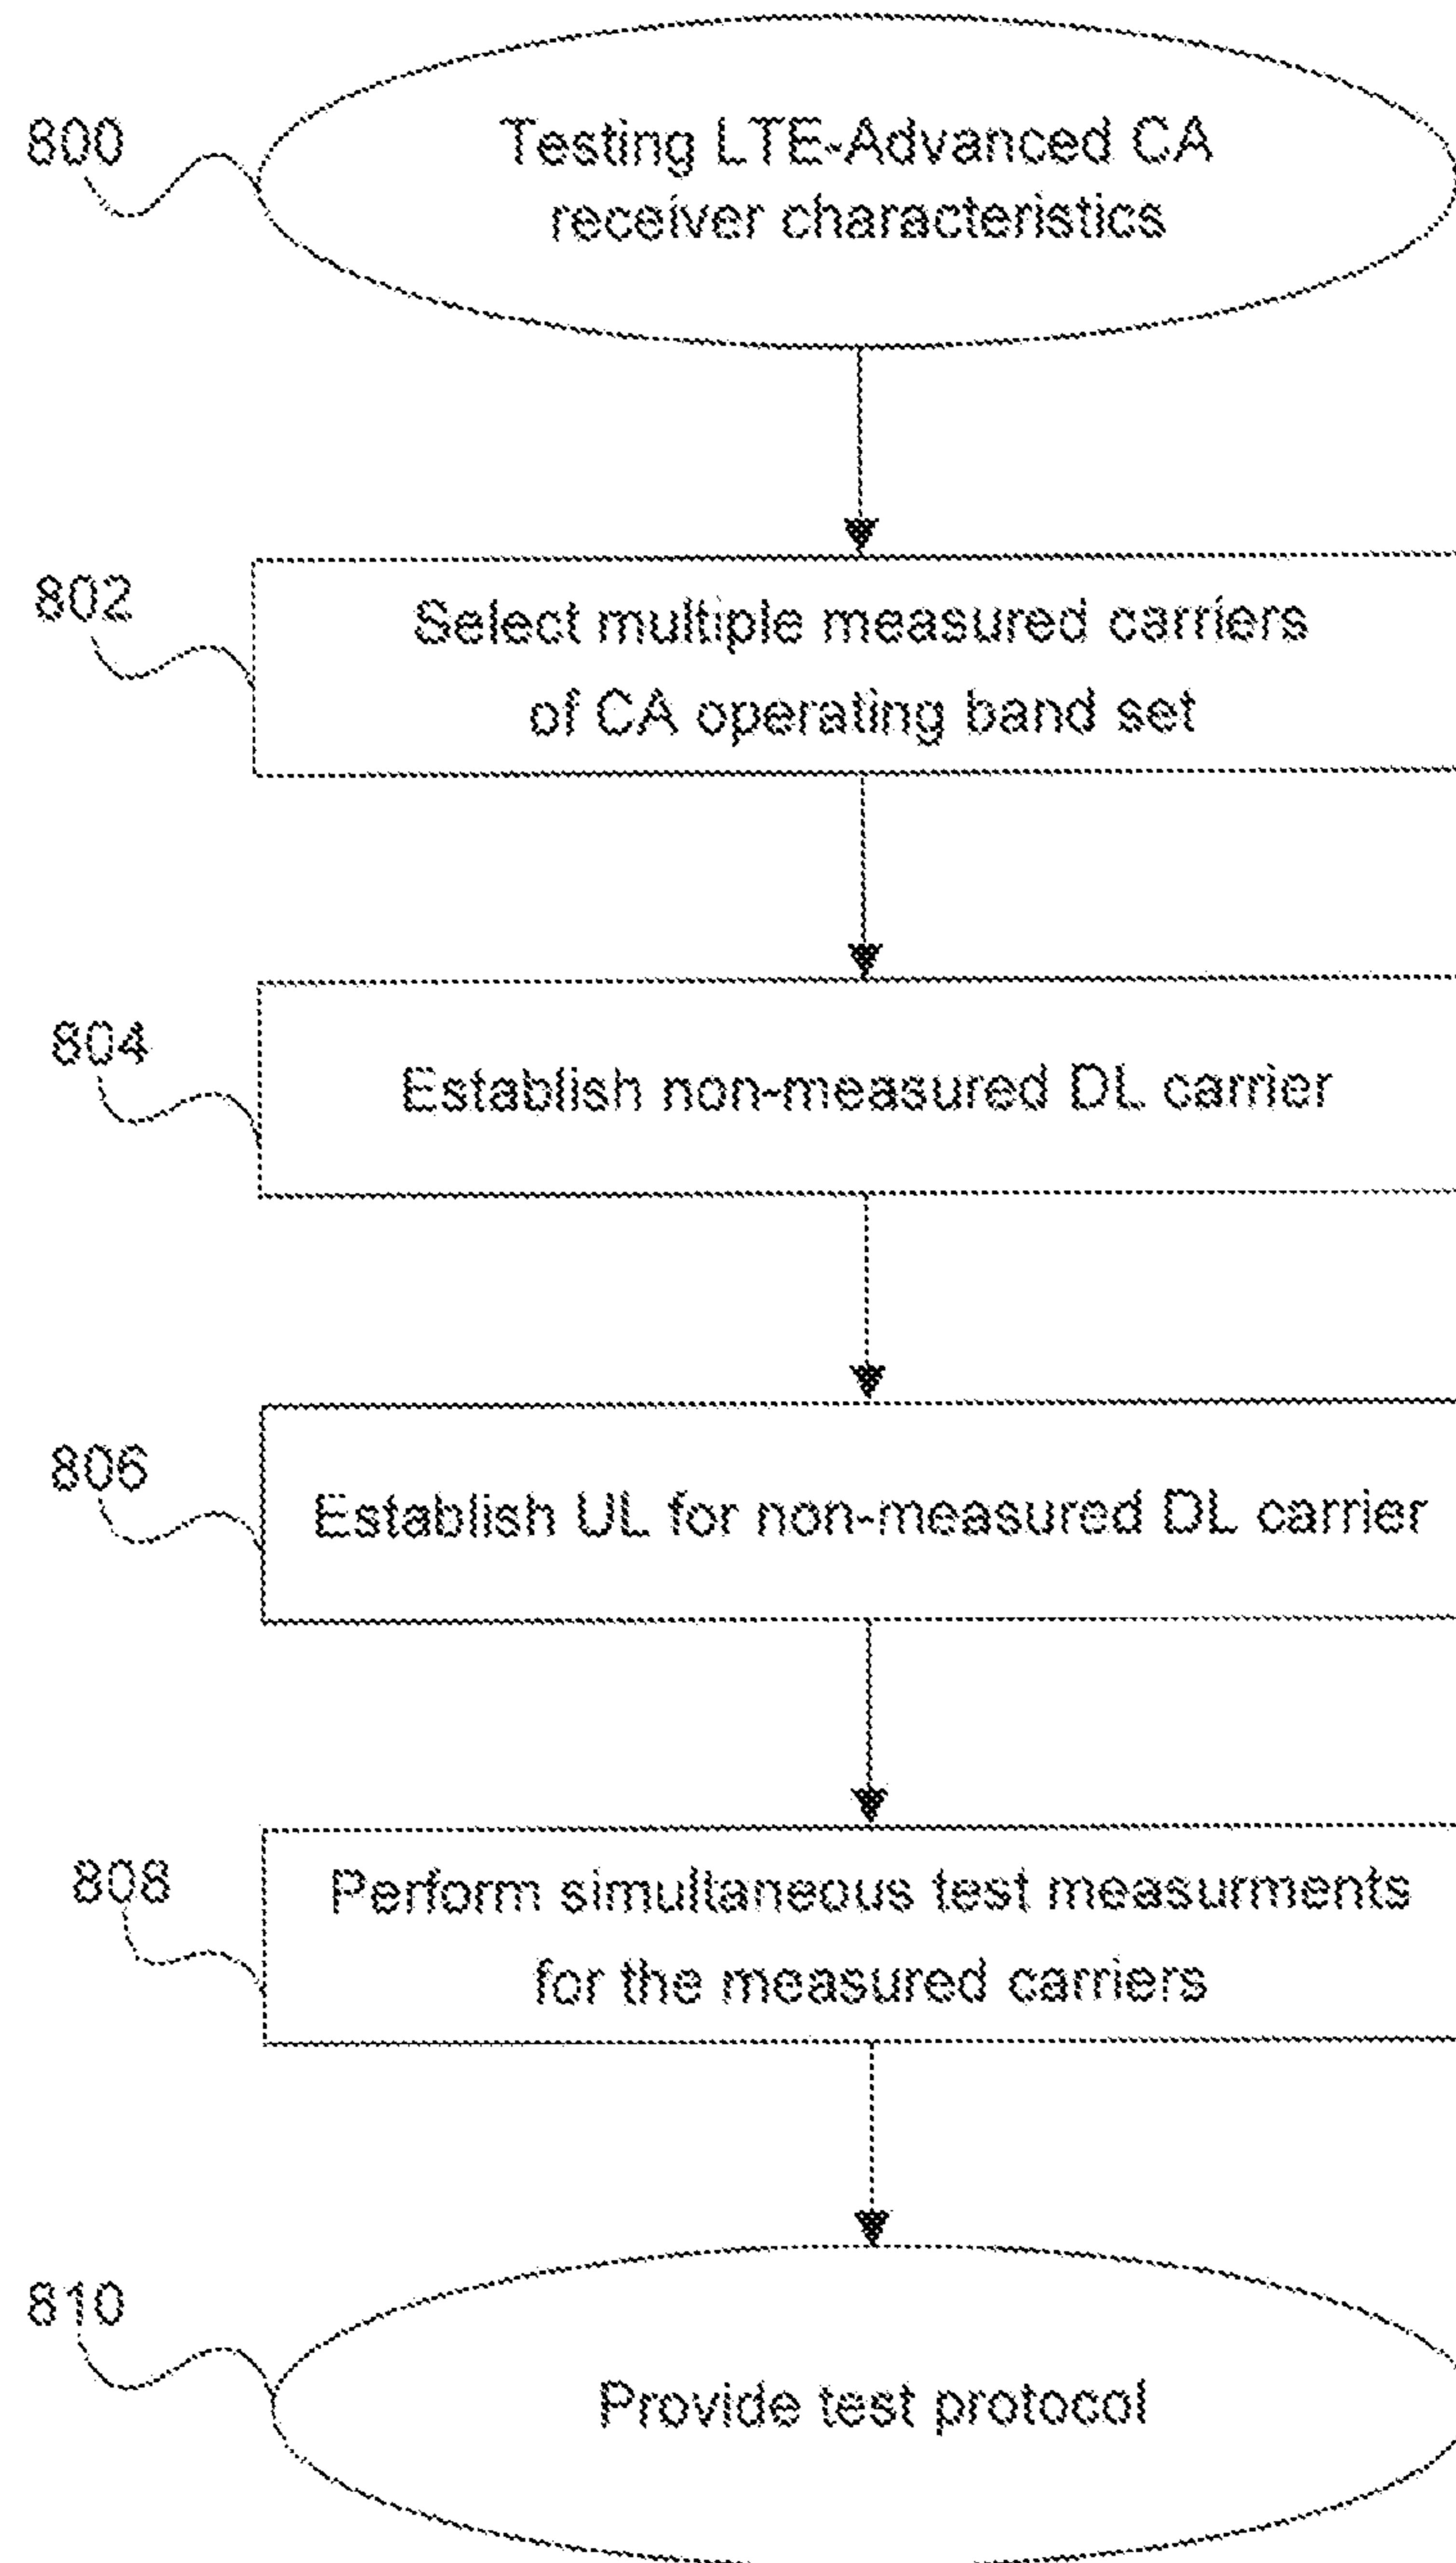 800
Testing LTE-Advanced CA
receiver characteristics
802
Select multiple measured carriers
of CA operating band set
804
Establish non-measured DL carrier
806
Establish UL for non-measured DL carrier
808
Perform simultaneous test measurments
for the measured carriers
810
Provide test protocol